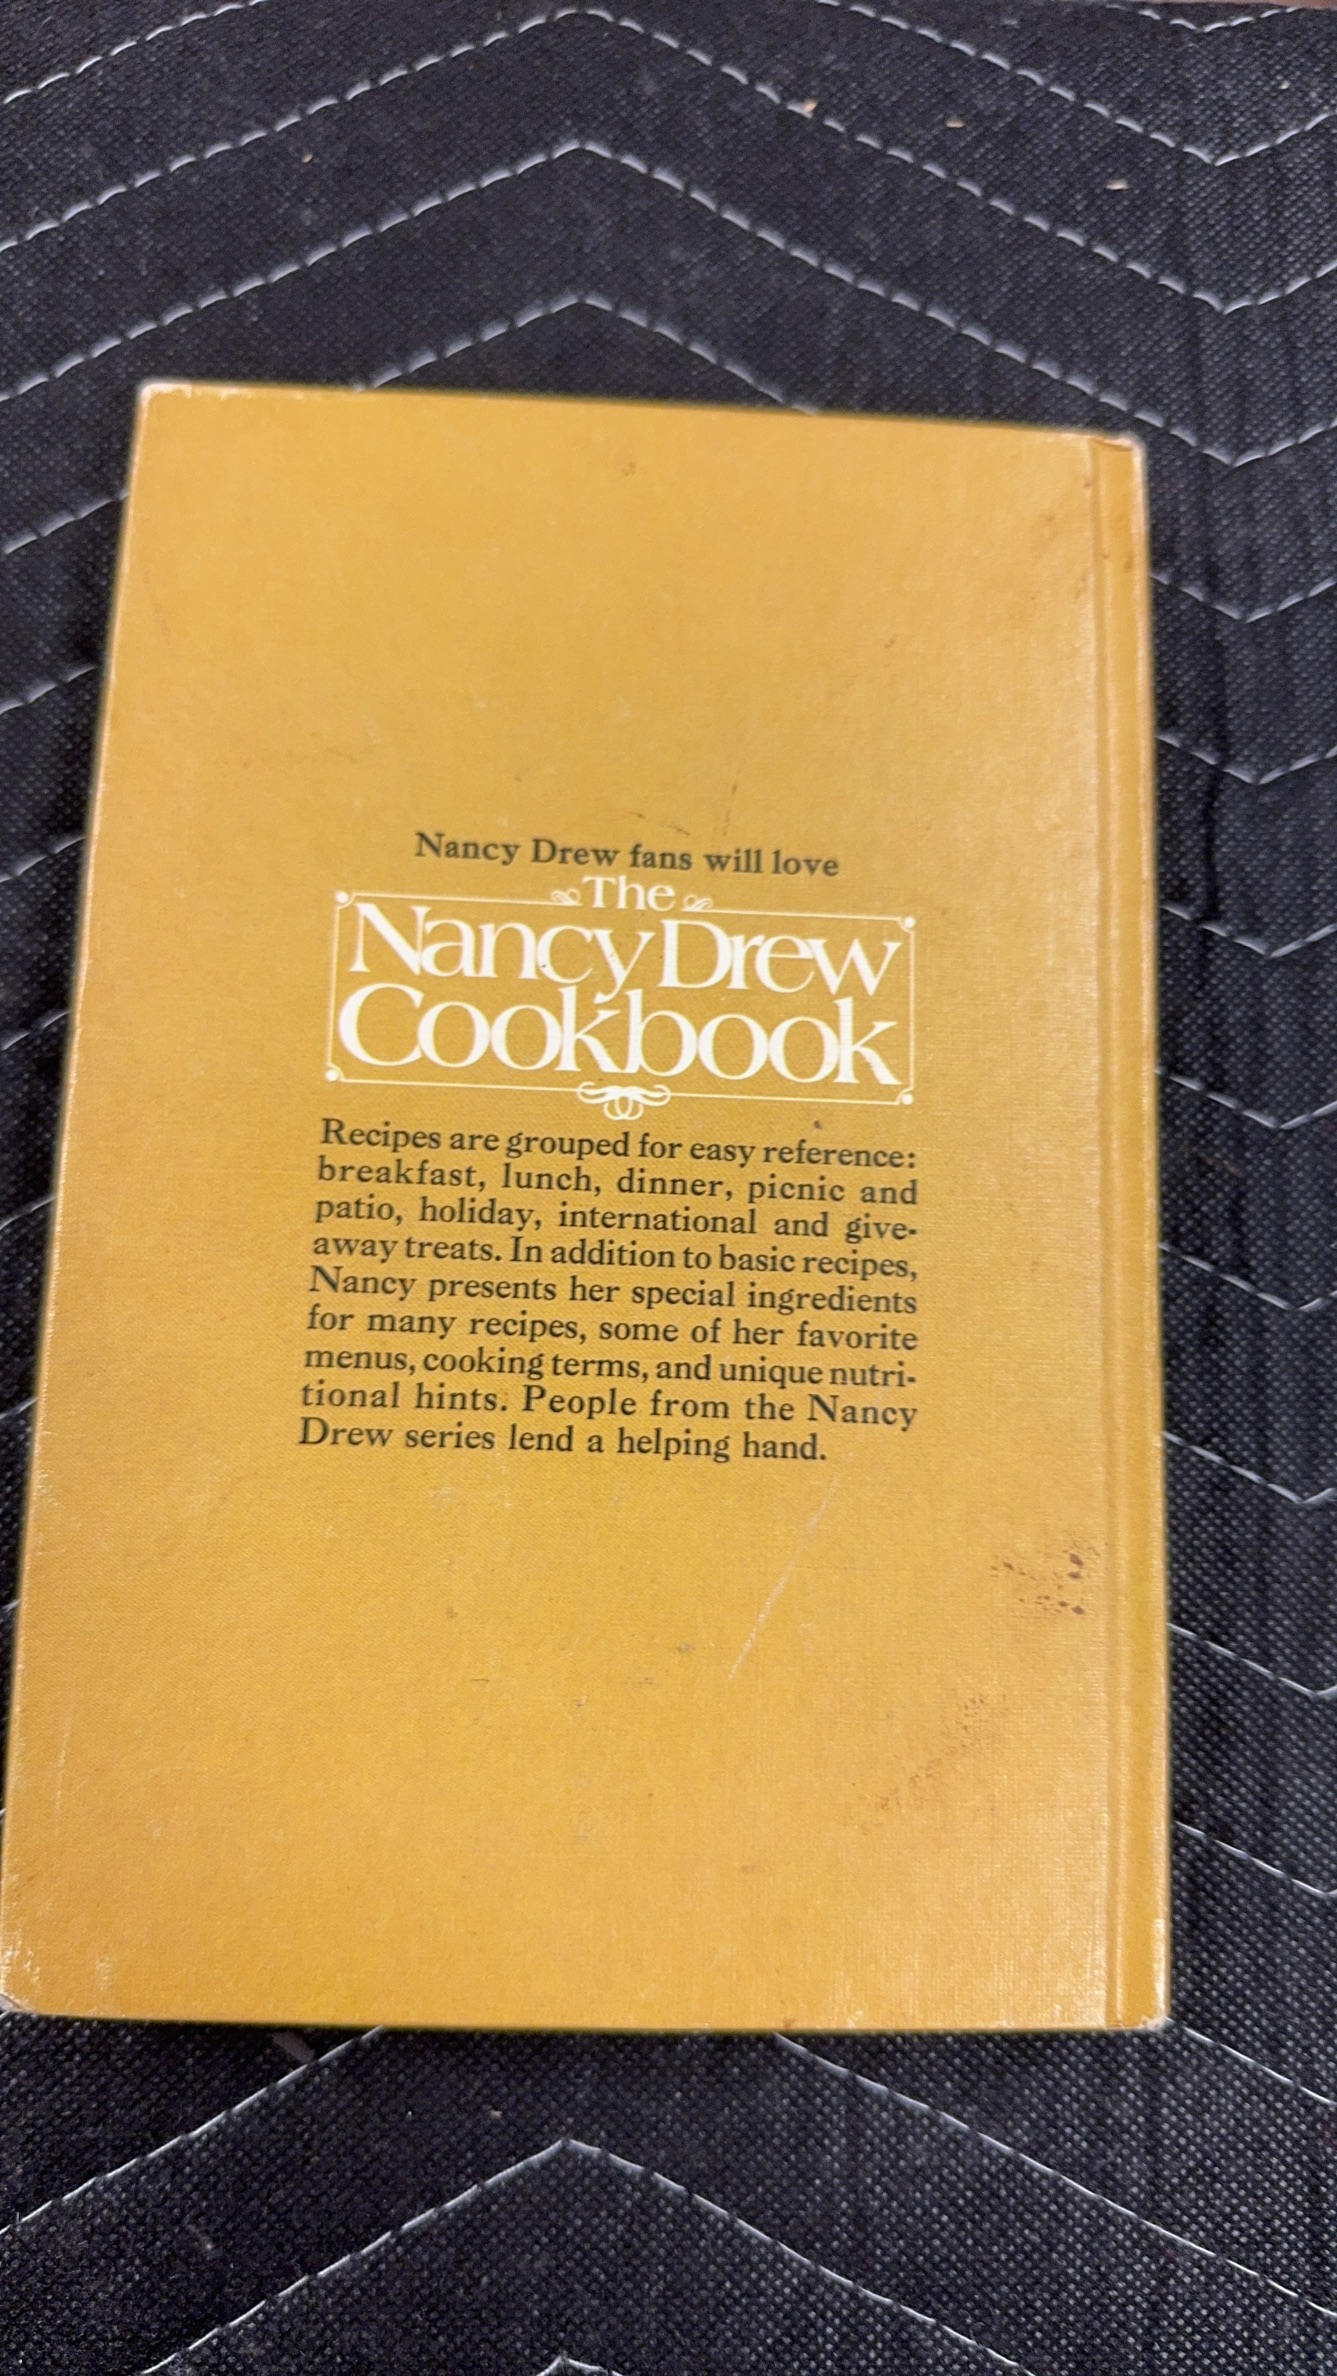 Nancy Drew fans will love
The
Nancy Drew
Cookbook
Recipes are grouped for easy reference:
breakfast, lunch, dinner, picnic and
patio, holiday, international and give-
away treats. In addition to basic recipes,
Nancy presents her special ingredients
for many recipes, some of her favorite
menus, cooking terms, and unique nutri-
tional hints. People from the Nancy
Drew series lend a helping hand.